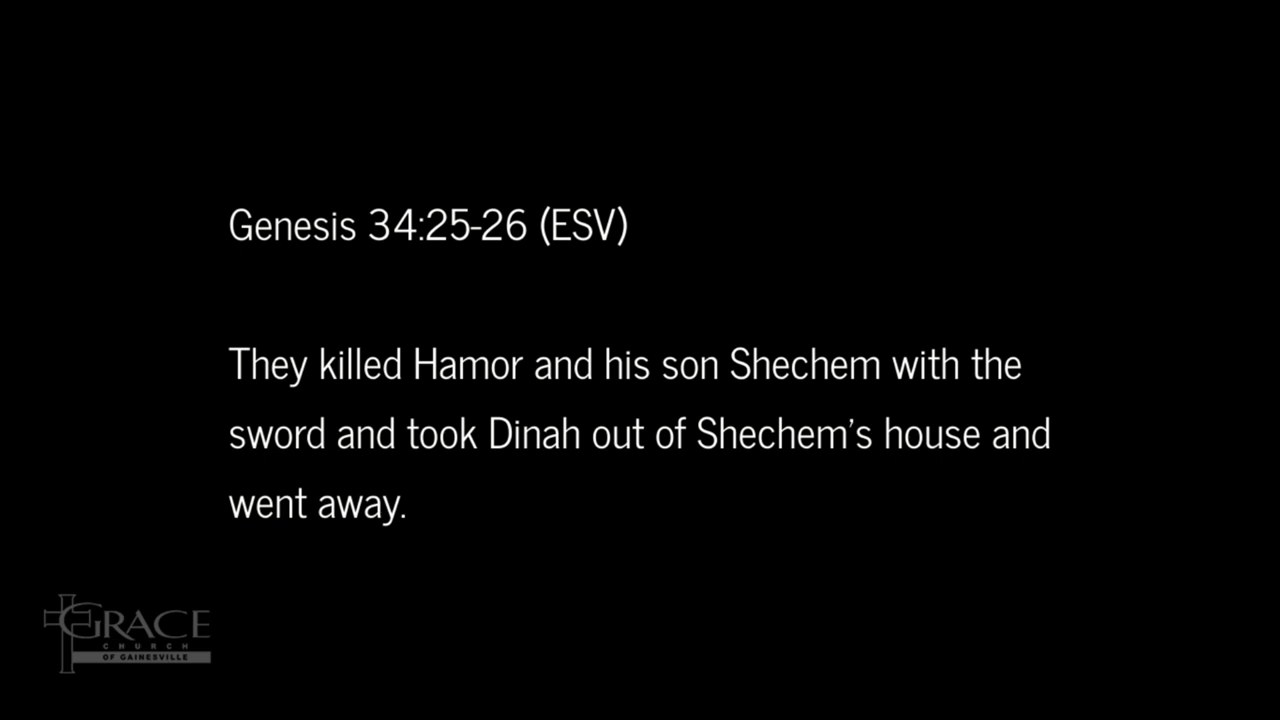 Genesis 34:25-26 (ESV)
They killed Hamor and his son Shechem with the
sword and took Dinah out of Shechem’s house and
went away.
GRACE
CHURCH
OF GAINESVILLE